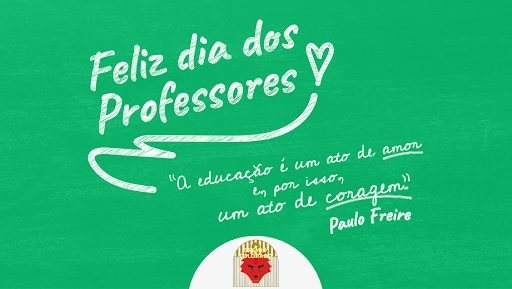 Feliz dia dos
Professores
"A educação é um ato de amor
e, por isso,
um ato de coragem."
Paulo Freire